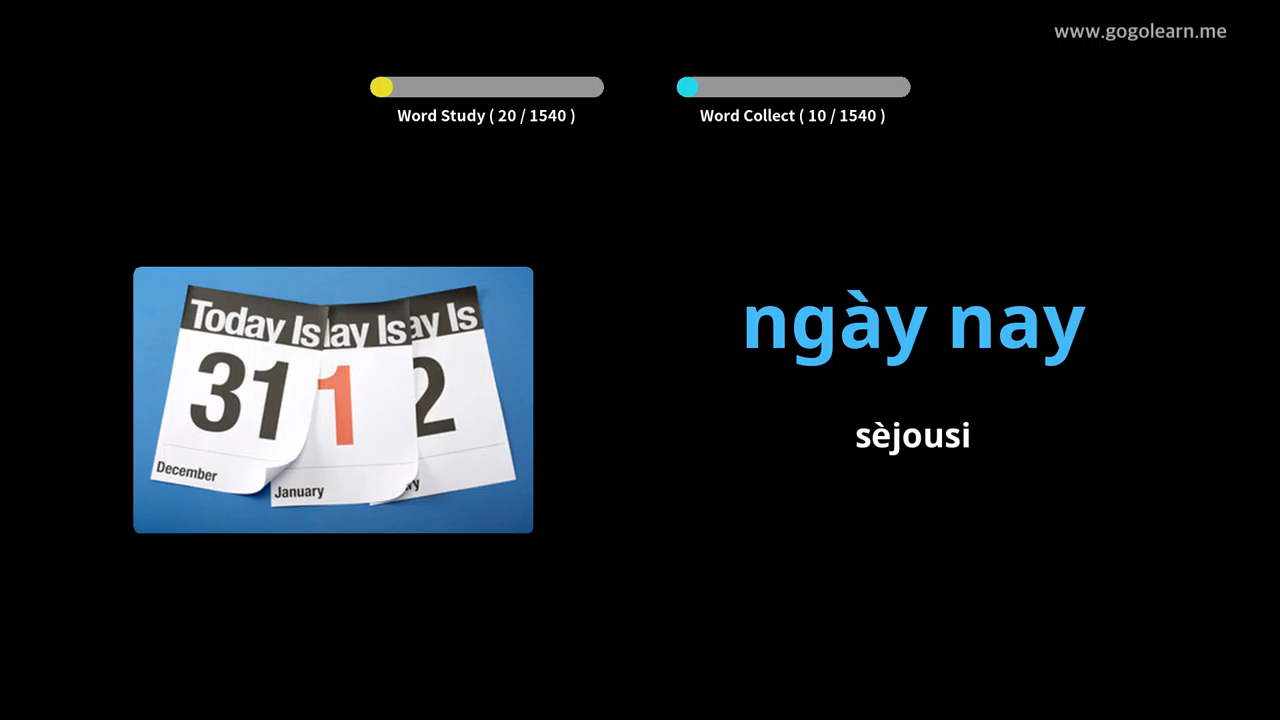 www.gogolearn.me
Word Study ( 20 / 1540 )
Word Collect ( 10 / 1540 )
Today Is
ay Is
ay Is
31
1
2
December
January
ry
ngày nay
sèjousi